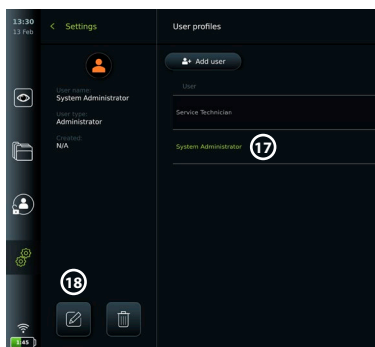 13:30
13 Feb
Settings
User profiles
Add user
User
User name:
System Administrator
User type:
Administrator
Created:
N/A
Service Technician
System Administrator
17
18
1:45